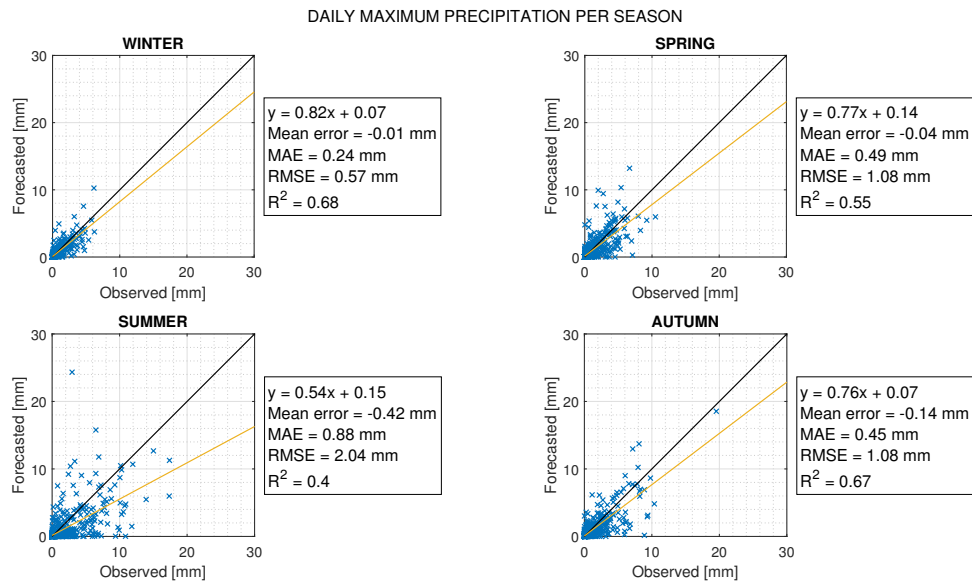 DAILY MAXIMUM PRECIPITATION PER SEASON
WINTER
30
20
10
0
Forecasted [mm]
0 10 20 30
Observed [mm]
y = 0.82x + 0.07
Mean error = -0.01 mm
MAE = 0.24 mm
RMSE = 0.57 mm
R² = 0.68
SPRING
30
20
10
0
Forecasted [mm]
0 10 20 30
Observed [mm]
y = 0.77x + 0.14
Mean error = -0.04 mm
MAE = 0.49 mm
RMSE = 1.08 mm
R² = 0.55
SUMMER
30
20
10
0
Forecasted [mm]
0 10 20 30
Observed [mm]
y = 0.54x + 0.15
Mean error = -0.42 mm
MAE = 0.88 mm
RMSE = 2.04 mm
R² = 0.4
AUTUMN
30
20
10
0
Forecasted [mm]
0 10 20 30
Observed [mm]
y = 0.76x + 0.07
Mean error = -0.14 mm
MAE = 0.45 mm
RMSE = 1.08 mm
R² = 0.67